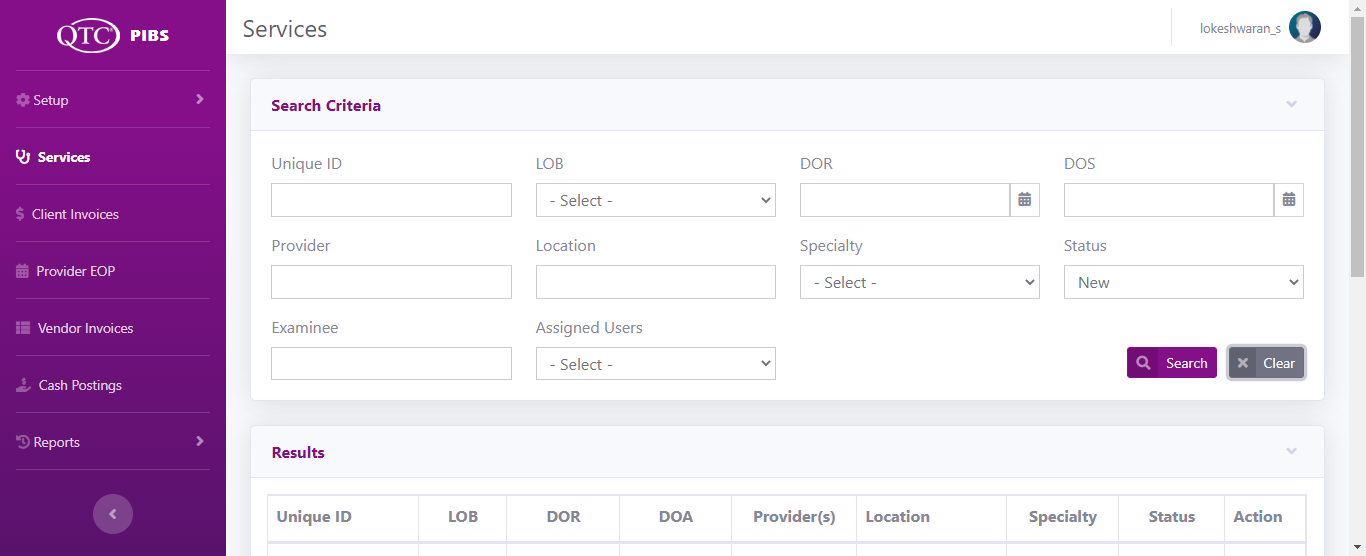 QTC PIBS
Services
lokeshwaran_s
Setup
Services
Client Invoices
Provider EOP
Vendor Invoices
Cash Postings
Reports
Search Criteria
Unique ID LOB DOR DOS
- Select -
Provider Location Specialty Status
- Select - New
Examinee Assigned Users
- Select - Search Clear
Results
Unique ID LOB DOR DOA Provider(s) Location Specialty Status Action